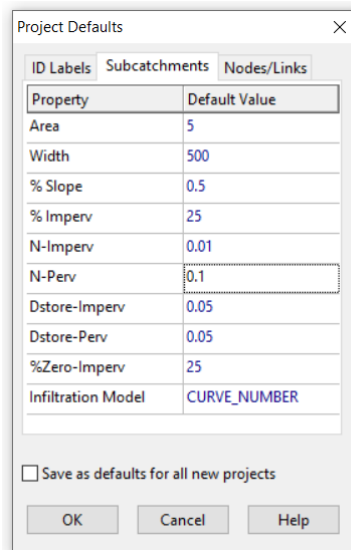 Project Defaults
ID Labels Subcatchments Nodes/Links
Property Default Value
Area 5
Width 500
% Slope 0.5
% Imperv 25
N-Imperv 0.01
N-Perv 0.1
Dstore-Imperv 0.05
Dstore-Perv 0.05
%Zero-Imperv 25
Infiltration Model CURVE_NUMBER
Save as defaults for all new projects
OK Cancel Help